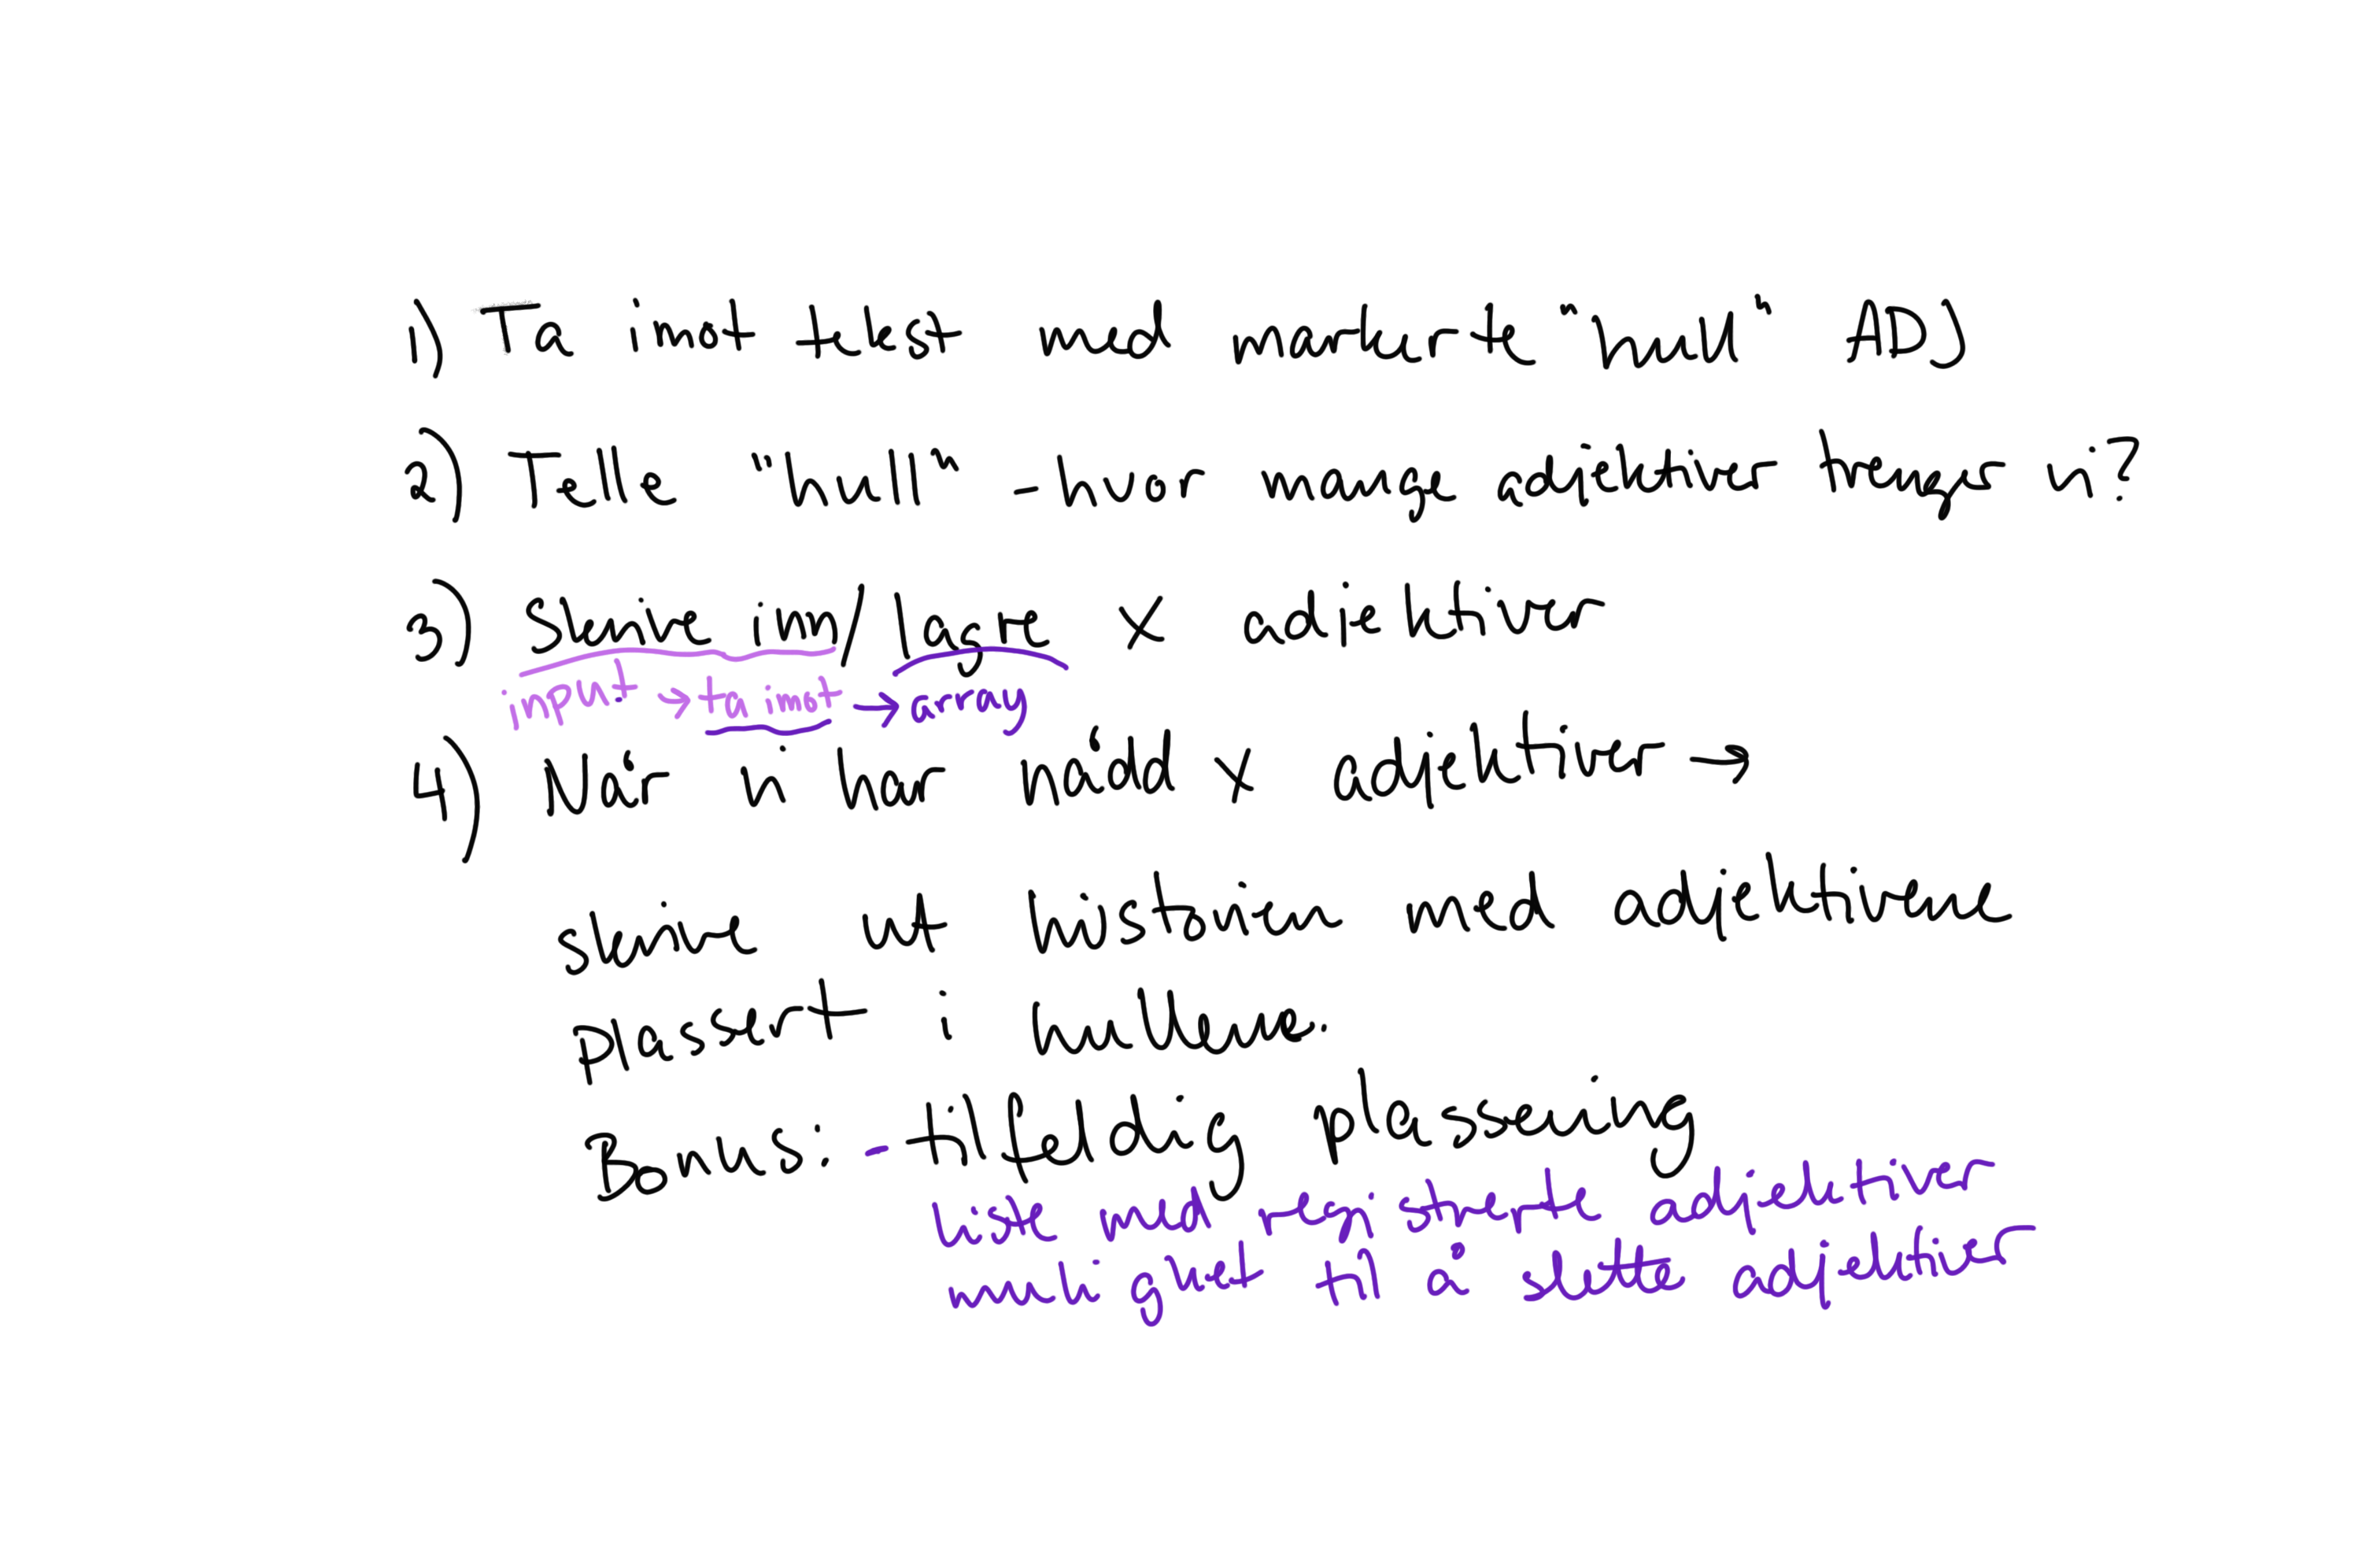 1) Ta imot tekst med markerte "hull" ADJ
2) Telle "hull" - hvor mange adjektiver trenger vi?
3) Skrive inn/lagre x adjektiver
input → ta imot → array
4) Når vi har nådd x adjektiver →
skrive ut historien med adjektivene
plassert i hullene.
Bonus: - tilfeldig plassering
liste med registrerte adjektiver
mulighet til å slette adjektiver